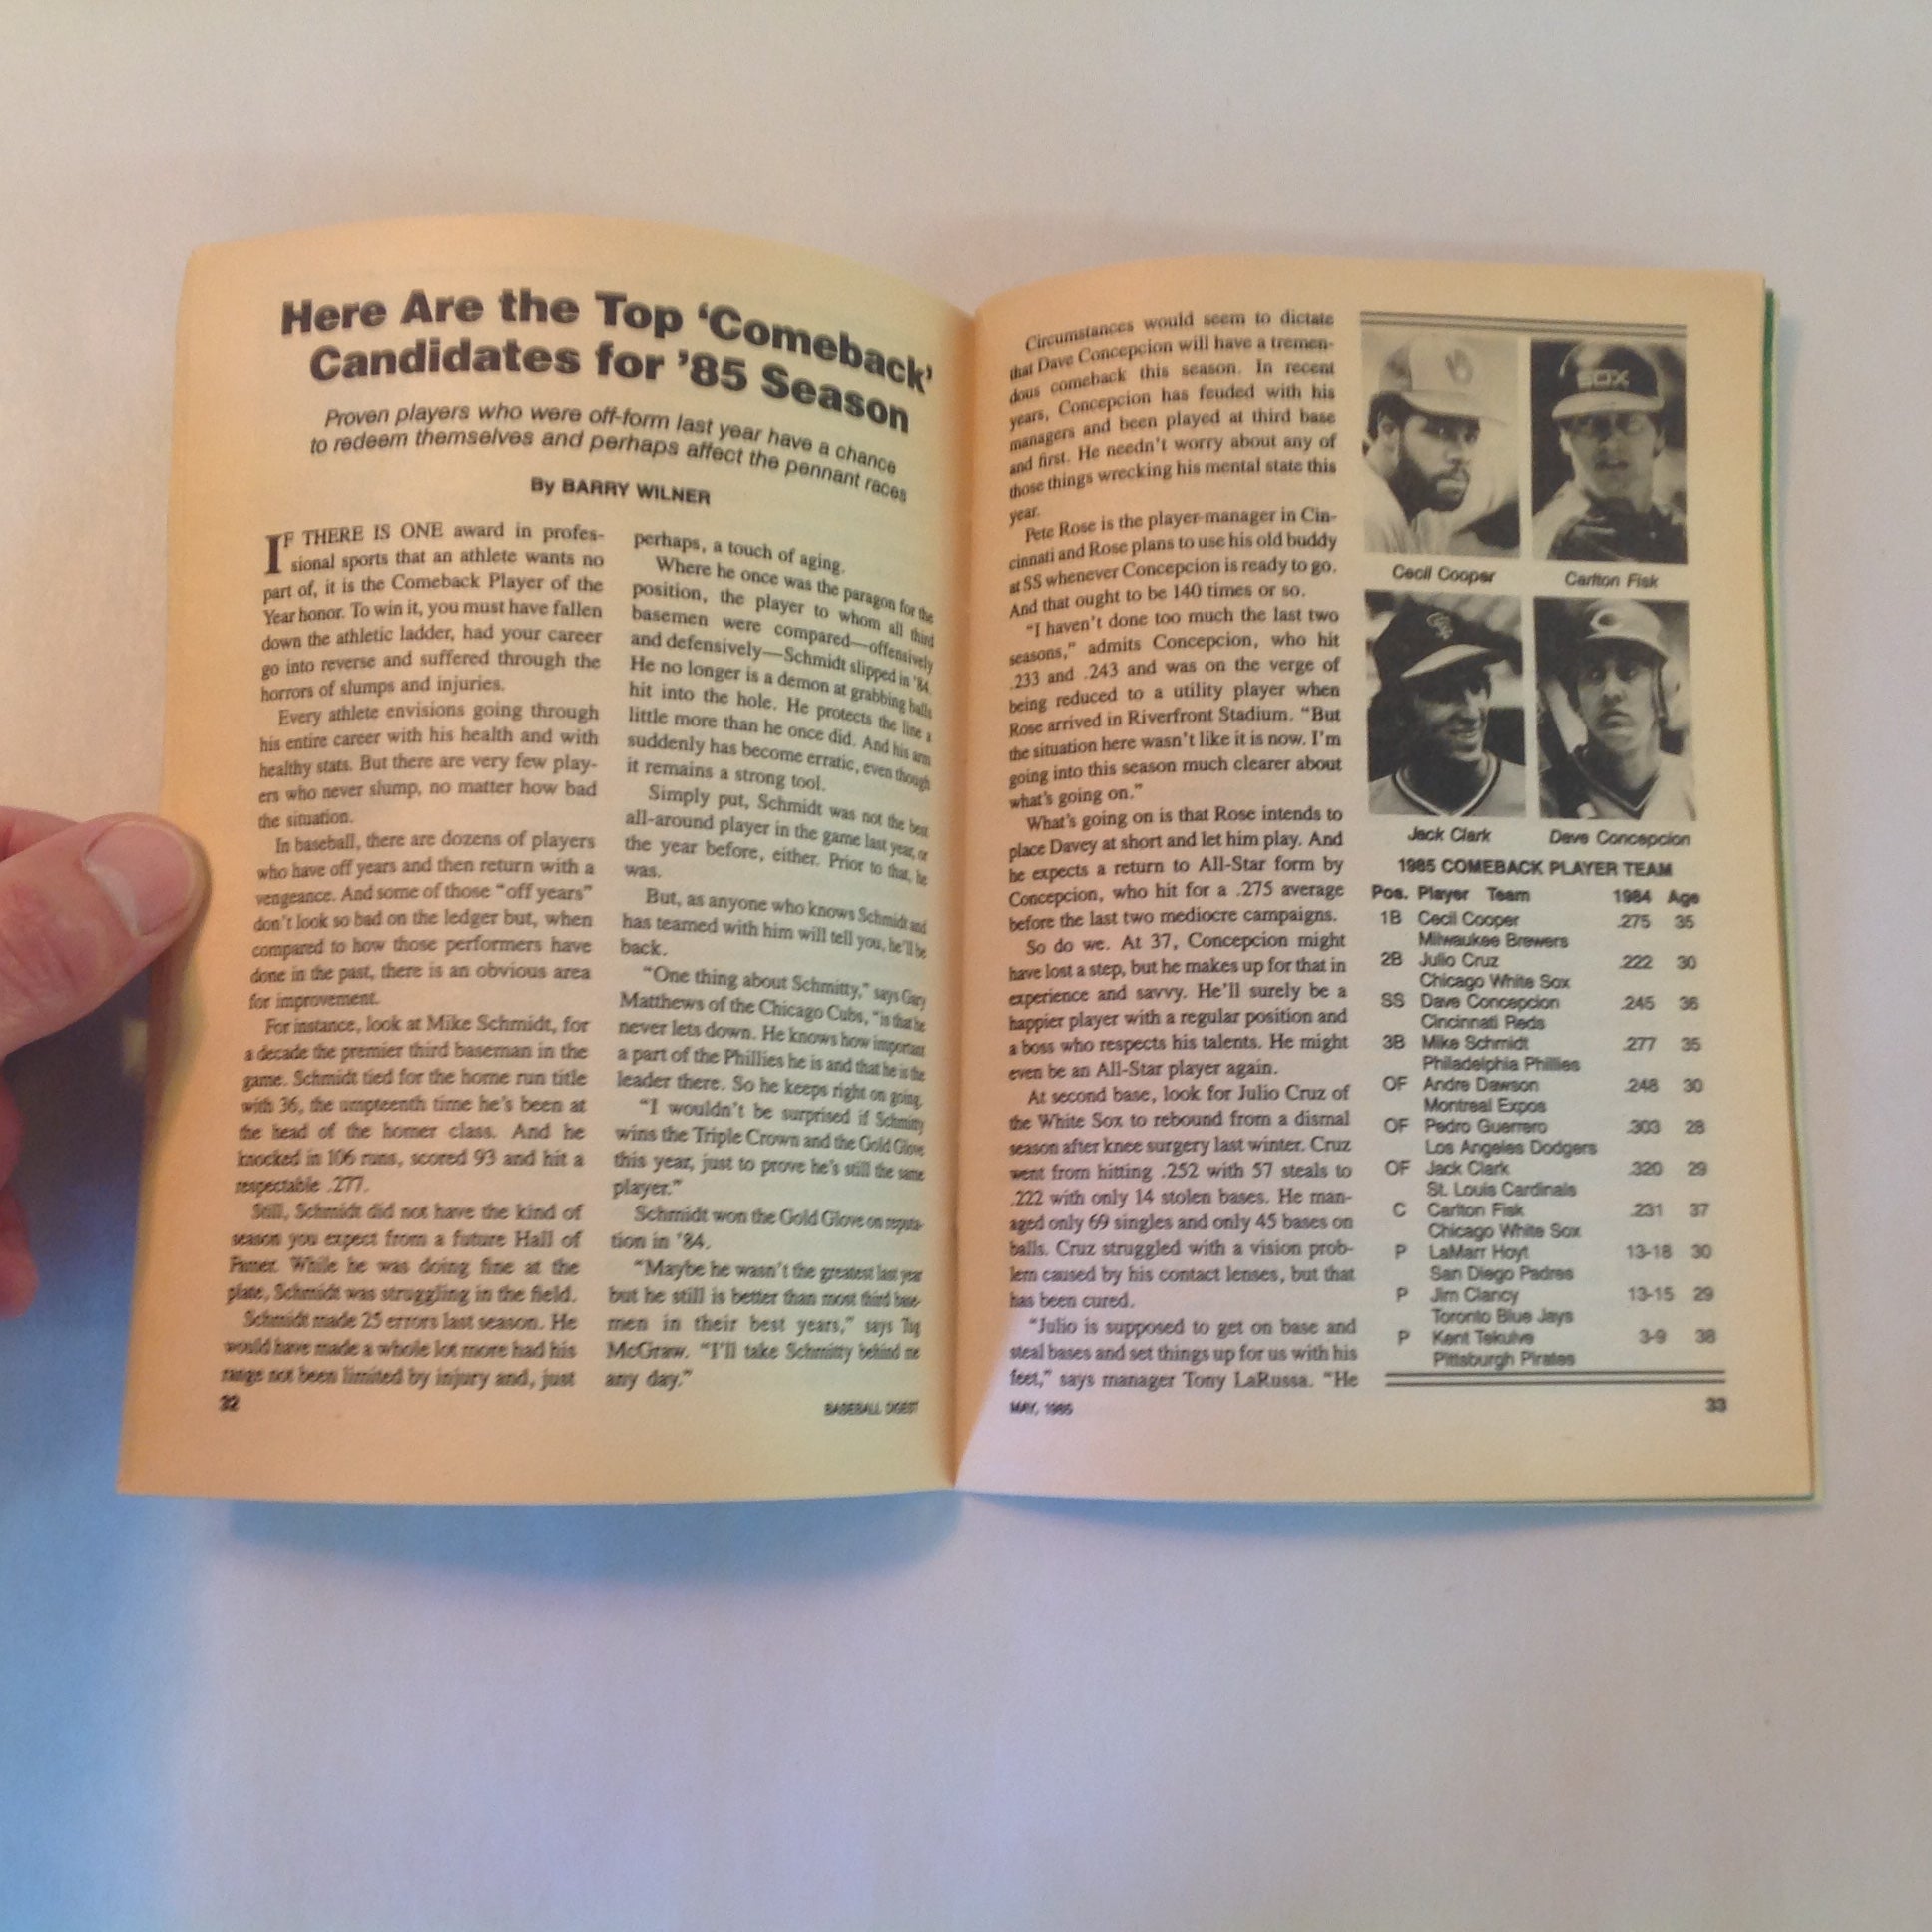 Here Are the Top 'Comeback'
Candidates for '85 Season
Proven players who were off-form last year have a chance
to redeem themselves and perhaps affect the pennant races
By BARRY WILNER
IF THERE IS ONE award in profes-
sional sports that an athlete wants no
part of, it is the Comeback Player of the
Year honor. To win it, you must have fallen
down the athletic ladder, had your career
go into reverse and suffered through the
horrors of slumps and injuries.
Every athlete envisions going through
his entire career with his health and with
healthy stats. But there are very few play-
ers who never slump, no matter how bad
the situation.
In baseball, there are dozens of players
who have off years and then return with a
vengeance. And some of those "off years"
don't look so bad on the ledger but, when
compared to how those performers have
done in the past, there is an obvious area
for improvement.
For instance, look at Mike Schmidt, for
a decade the premier third baseman in the
game. Schmidt tied for the home run title
with 36, the umpteenth time he's been at
the head of the homer class. And he
knocked in 106 runs, scored 93 and hit a
respectable .277.
Still, Schmidt did not have the kind of
season you expect from a future Hall of
Famer. While he was doing fine at the
plate, Schmidt was struggling in the field.
Schmidt made 25 errors last season. He
would have made a whole lot more had his
range not been limited by injury and, just
32
perhaps, a touch of aging.
Where he once was the paragon for the
position, the player to whom all third
basemen were compared—offensively
and defensively—Schmidt slipped in '84.
He no longer is a demon at grabbing balls
hit into the hole. He protects the line a
little more than he once did. And his arm
suddenly has become erratic, even though
it remains a strong tool.
Simply put, Schmidt was not the best
all-around player in the game last year, or
the year before, either. Prior to that, he
was.
But, as anyone who knows Schmidt and
has teamed with him will tell you, he'll be
back.
"One thing about Schmitty," says Gary
Matthews of the Chicago Cubs, "is that he
never lets down. He knows how important
a part of the Phillies he is and that he is the
leader there. So he keeps right on going.
"I wouldn't be surprised if Schmitty
wins the Triple Crown and the Gold Glove
this year, just to prove he's still the same
player."
Schmidt won the Gold Glove on reputa-
tion in '84.
"Maybe he wasn't the greatest last year
but he still is better than most third base-
men in their best years," says Tug
McGraw. "I'll take Schmitty behind me
any day."
BASEBALL DIGEST
Circumstances would seem to dictate
that Dave Concepcion will have a tremen-
dous comeback this season. In recent
years, Concepcion has feuded with his
managers and been played at third base
and first. He needn't worry about any of
those things wrecking his mental state this
year.
Pete Rose is the player-manager in Cin-
cinnati and Rose plans to use his old buddy
at SS whenever Concepcion is ready to go.
And that ought to be 140 times or so.
"I haven't done too much the last two
seasons," admits Concepcion, who hit
.233 and .243 and was on the verge of
being reduced to a utility player when
Rose arrived in Riverfront Stadium. "But
the situation here wasn't like it is now. I'm
going into this season much clearer about
what's going on."
What's going on is that Rose intends to
place Davey at short and let him play. And
he expects a return to All-Star form by
Concepcion, who hit for a .275 average
before the last two mediocre campaigns.
So do we. At 37, Concepcion might
have lost a step, but he makes up for that in
experience and savvy. He'll surely be a
happier player with a regular position and
a boss who respects his talents. He might
even be an All-Star player again.
At second base, look for Julio Cruz of
the White Sox to rebound from a dismal
season after knee surgery last winter. Cruz
went from hitting .252 with 57 steals to
.222 with only 14 stolen bases. He man-
aged only 69 singles and only 45 bases on
balls. Cruz struggled with a vision prob-
lem caused by his contact lenses, but that
has been cured.
"Julio is supposed to get on base and
steal bases and set things up for us with his
feet," says manager Tony LaRussa. "He
MAY, 1985
SOX
Cecil Cooper Carlton Fisk
Jack Clark Dave Concepcion
1985 COMEBACK PLAYER TEAM
Pos. Player Team 1984 Age
1B Cecil Cooper .275 35
Milwaukee Brewers
2B Julio Cruz .222 30
Chicago White Sox
SS Dave Concepcion .245 36
Cincinnati Reds
3B Mike Schmidt .277 35
Philadelphia Phillies
OF Andre Dawson .248 30
Montreal Expos
OF Pedro Guerrero .303 28
Los Angeles Dodgers
OF Jack Clark .320 29
St. Louis Cardinals
C Carlton Fisk .231 37
Chicago White Sox
P LaMarr Hoyt 13-18 30
San Diego Padres
P Jim Clancy 13-15 29
Toronto Blue Jays
P Kent Tekulve 3-9 38
Pittsburgh Pirates
33